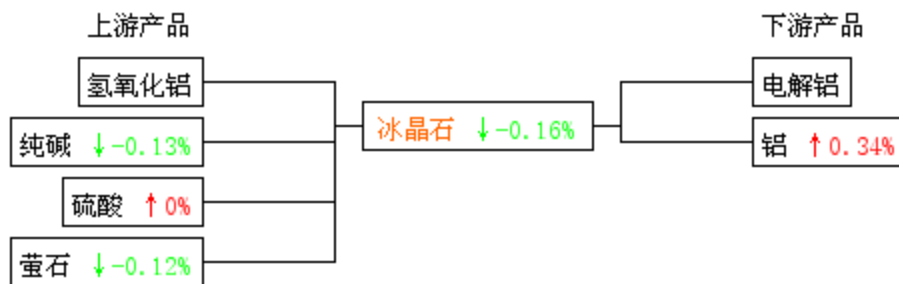 上游产品
下游产品
氢氧化铝
电解铝
冰晶石 ↓-0.16%
纯碱 ↓-0.13%
铝 ↑0.34%
硫酸 ↑0%
萤石 ↓-0.12%